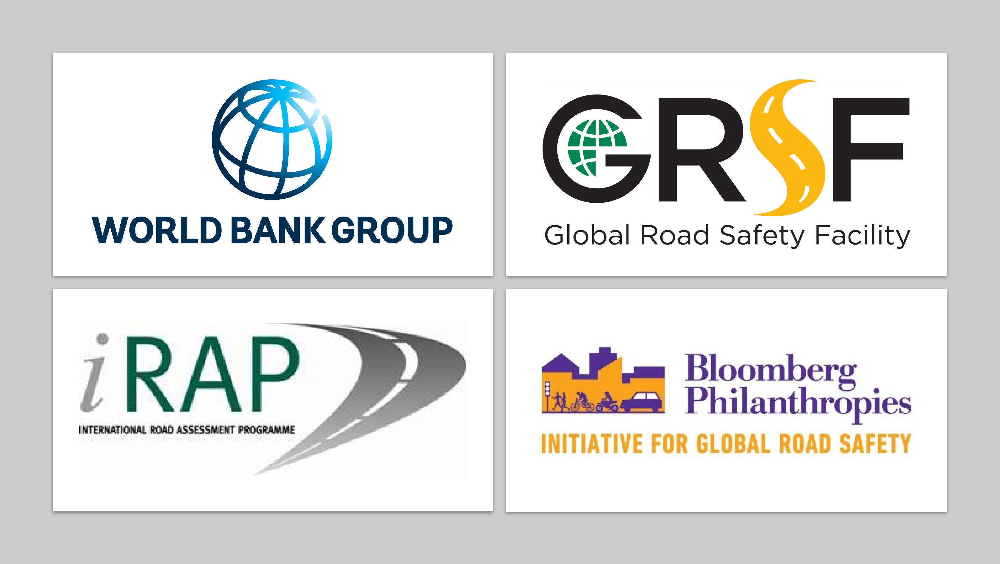 WORLD BANK GROUP
GRSF
Global Road Safety Facility
iRAP
INTERNATIONAL ROAD ASSESSMENT PROGRAMME
Bloomberg
Philanthropies
INITIATIVE FOR GLOBAL ROAD SAFETY